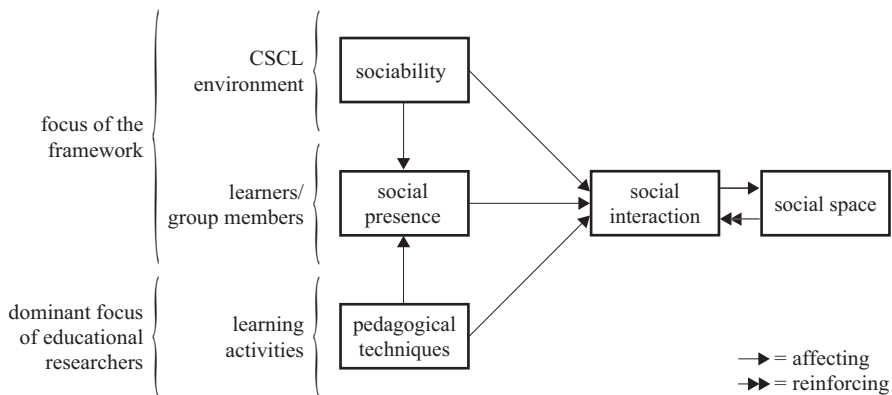 CSCL
environment
sociability
focus of the
framework
learners/
group members
social
presence
social
interaction
social space
dominant focus
of educational
researchers
learning
activities
pedagogical
techniques
= affecting
= reinforcing